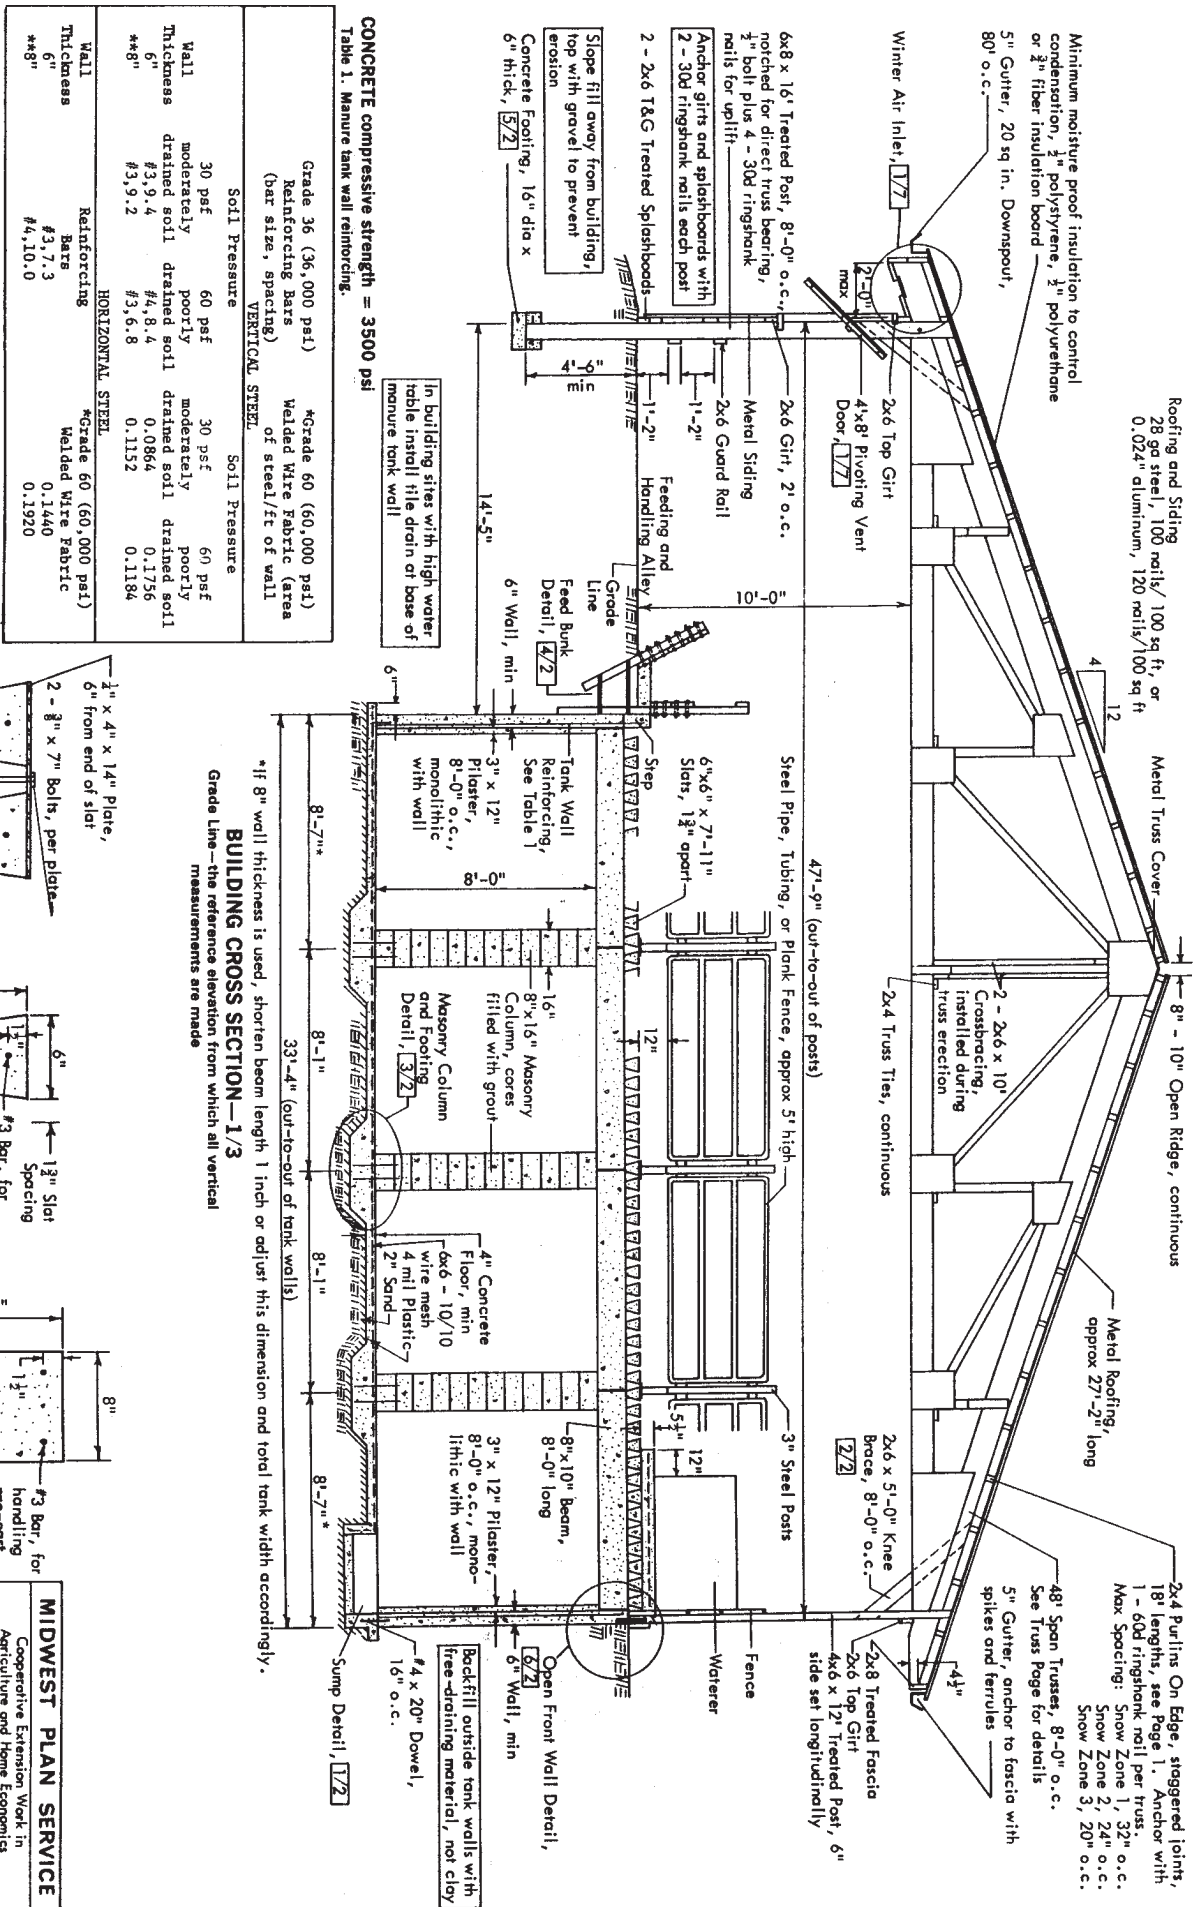 Roofing and Siding
28 ga steel, 100 nails/ 100 sq ft, or
0.024" aluminum, 120 nails/100 sq ft
Minimum moisture proof insulation to control
condensation, ½" polystyrene, ½" polyurethane
or ¾" fiber insulation board
5" Gutter, 20 sq in. Downspout,
80' o.c.
Winter Air Inlet, 1/7
4
12
Metal Truss Cover
8" - 10" Open Ridge, continuous
Metal Roofing,
approx 27'-2" long
2x4 Purlins On Edge, staggered joints,
18' lengths, see Page 1. Anchor with
1 - 60d ringshank nail per truss.
Max Spacing: Snow Zone 1, 32" o.c.
Snow Zone 2, 24" o.c.
Snow Zone 3, 20" o.c.
48' Span Trusses, 8'-0" o.c.
See Truss Page for details
5" Gutter, anchor to fascia with
spikes and ferrules
4½"
2x8 Treated Fascia
2x6 Top Girt
4x6 x 12' Treated Post, 6"
side set longitudinally
2x6 x 5'-0" Knee
Brace, 8'-0" o.c.
2/2
2 - 2x6 x 10'
Crossbracing,
installed during
truss erection
2x4 Truss Ties, continuous
2'-0"
max
2x6 Top Girt
4'x8' Pivoting Vent
Door, 1/7
6x8 x 16' Treated Post, 8'-0" o.c.,
notched for direct truss bearing,
½" bolt plus 4 - 30d ringshank
nails for uplift
2x6 Girt, 2' o.c.
Metal Siding
2x6 Guard Rail
Anchor girts and splashboards with
2 - 30d ringshank nails each post
2 - 2x6 T&G Treated Splashboards
Slope fill away from building,
top with gravel to prevent
erosion
Concrete Footing, 16" dia x
6" thick, 5/2
1'-2"
1'-2"
4'-6"
min
10'-0"
47'-9" (out-to-out of posts)
Steel Pipe, Tubing, or Plank Fence, approx 5' high
3" Steel Posts
Fence
Waterer
12"
5½"
12"
Feeding and
Handling Alley
Grade
Line
14'-5"
Feed Bunk
Detail, 4/2
6" Wall, min
6"
In building sites with high water
table install tile drain at base of
manure tank wall
6"x6" x 7'-11"
Slats, 1¾" apart
Step
Tank Wall
Reinforcing,
See Table 1
3" x 12"
Pilaster,
8'-0" o.c.,
monolithic
with wall
8'-0"
16"
8"x16" Masonry
Column, cores
filled with grout
Masonry Column
and Footing
Detail, 3/2
4" Concrete
Floor, min
6x6 - 10/10
wire mesh
4 mil Plastic
2" Sand
8"x10" Beam,
8'-0" long
3" x 12" Pilaster,
8'-0" o.c., mono-
lithic with wall
Open Front Wall Detail,
6/2
6" Wall, min
Backfill outside tank walls with
free-draining material, not clay
#4 x 20" Dowel,
16" o.c.
Sump Detail, 1/2
8'-7"*
8'-1"
8'-1"
8'-7"*
33'-4" (out-to-out of tank walls)
*If 8" wall thickness is used, shorten beam length 1 inch or adjust this dimension and total tank width accordingly.
BUILDING CROSS SECTION—1/3
Grade Line—the reference elevation from which all vertical
measurements are made
CONCRETE compressive strength = 3500 psi
Table 1. Manure tank wall reinforcing.
Grade 36 (36,000 psi) *Grade 60 (60,000 psi)
Reinforcing Bars Welded Wire Fabric (area
(bar size, spacing) of steel/ft of wall
VERTICAL STEEL
Soil Pressure Soil Pressure
30 psf 60 psf 30 psf 60 psf
Wall moderately poorly moderately poorly
Thickness drained soil drained soil drained soil drained soil
6" #3,9.4 #4,8.4 0.0864 0.1756
**8" #3,9.2 #3,6.8 0.1152 0.1184
HORIZONTAL STEEL
Wall Reinforcing *Grade 60 (60,000 psi)
Thickness Bars Welded Wire Fabric
6" #3,7.3 0.1440
**8" #4,10.0 0.1920
¼" x 4" x 14" Plate,
6" from end of slat
2 - ⅜" x 7" Bolts, per plate
6"
1½"
1¾" Slat
Spacing
#3 Bar, for
8"
1½"
#3 Bar, for
handling
MIDWEST PLAN SERVICE
Cooperative Extension Work in
Agriculture and Home Economics